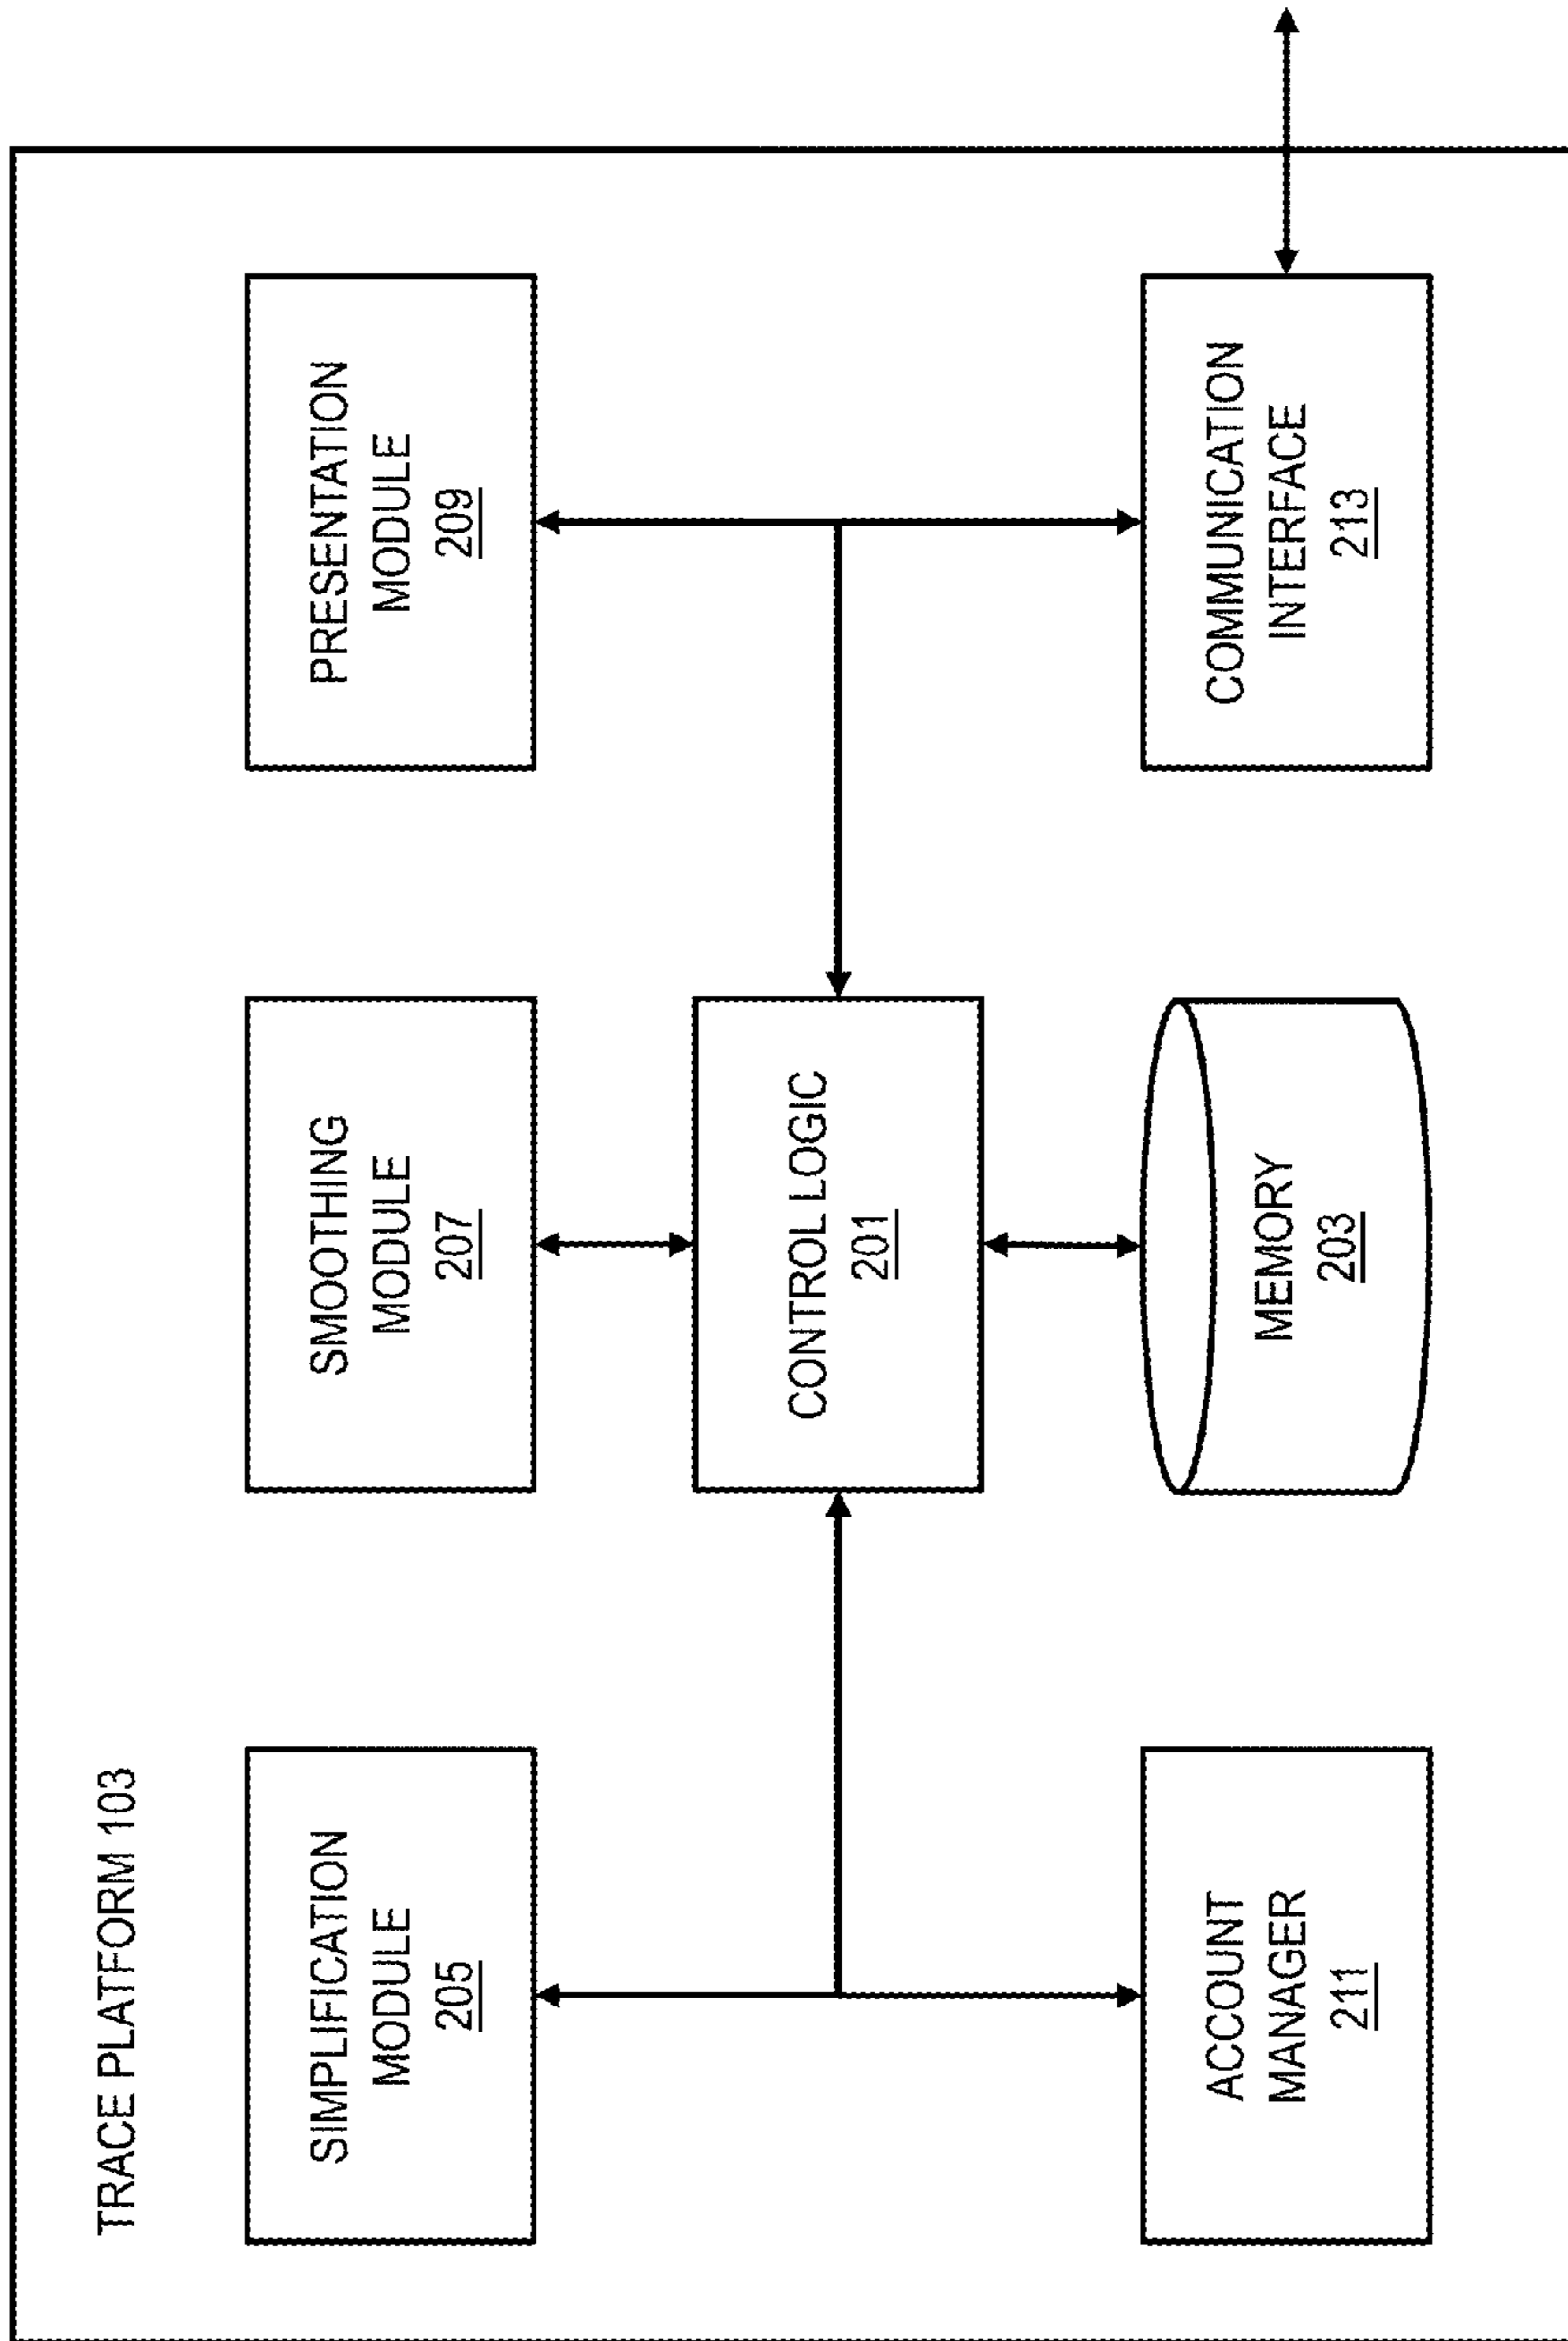 TRACE PLATFORM 103
SIMPLIFICATION
MODULE
205
SMOOTHING
MODULE
207
PRESENTATION
MODULE
209
CONTROL LOGIC
201
ACCOUNT
MANAGER
211
MEMORY
203
COMMUNICATION
INTERFACE
213